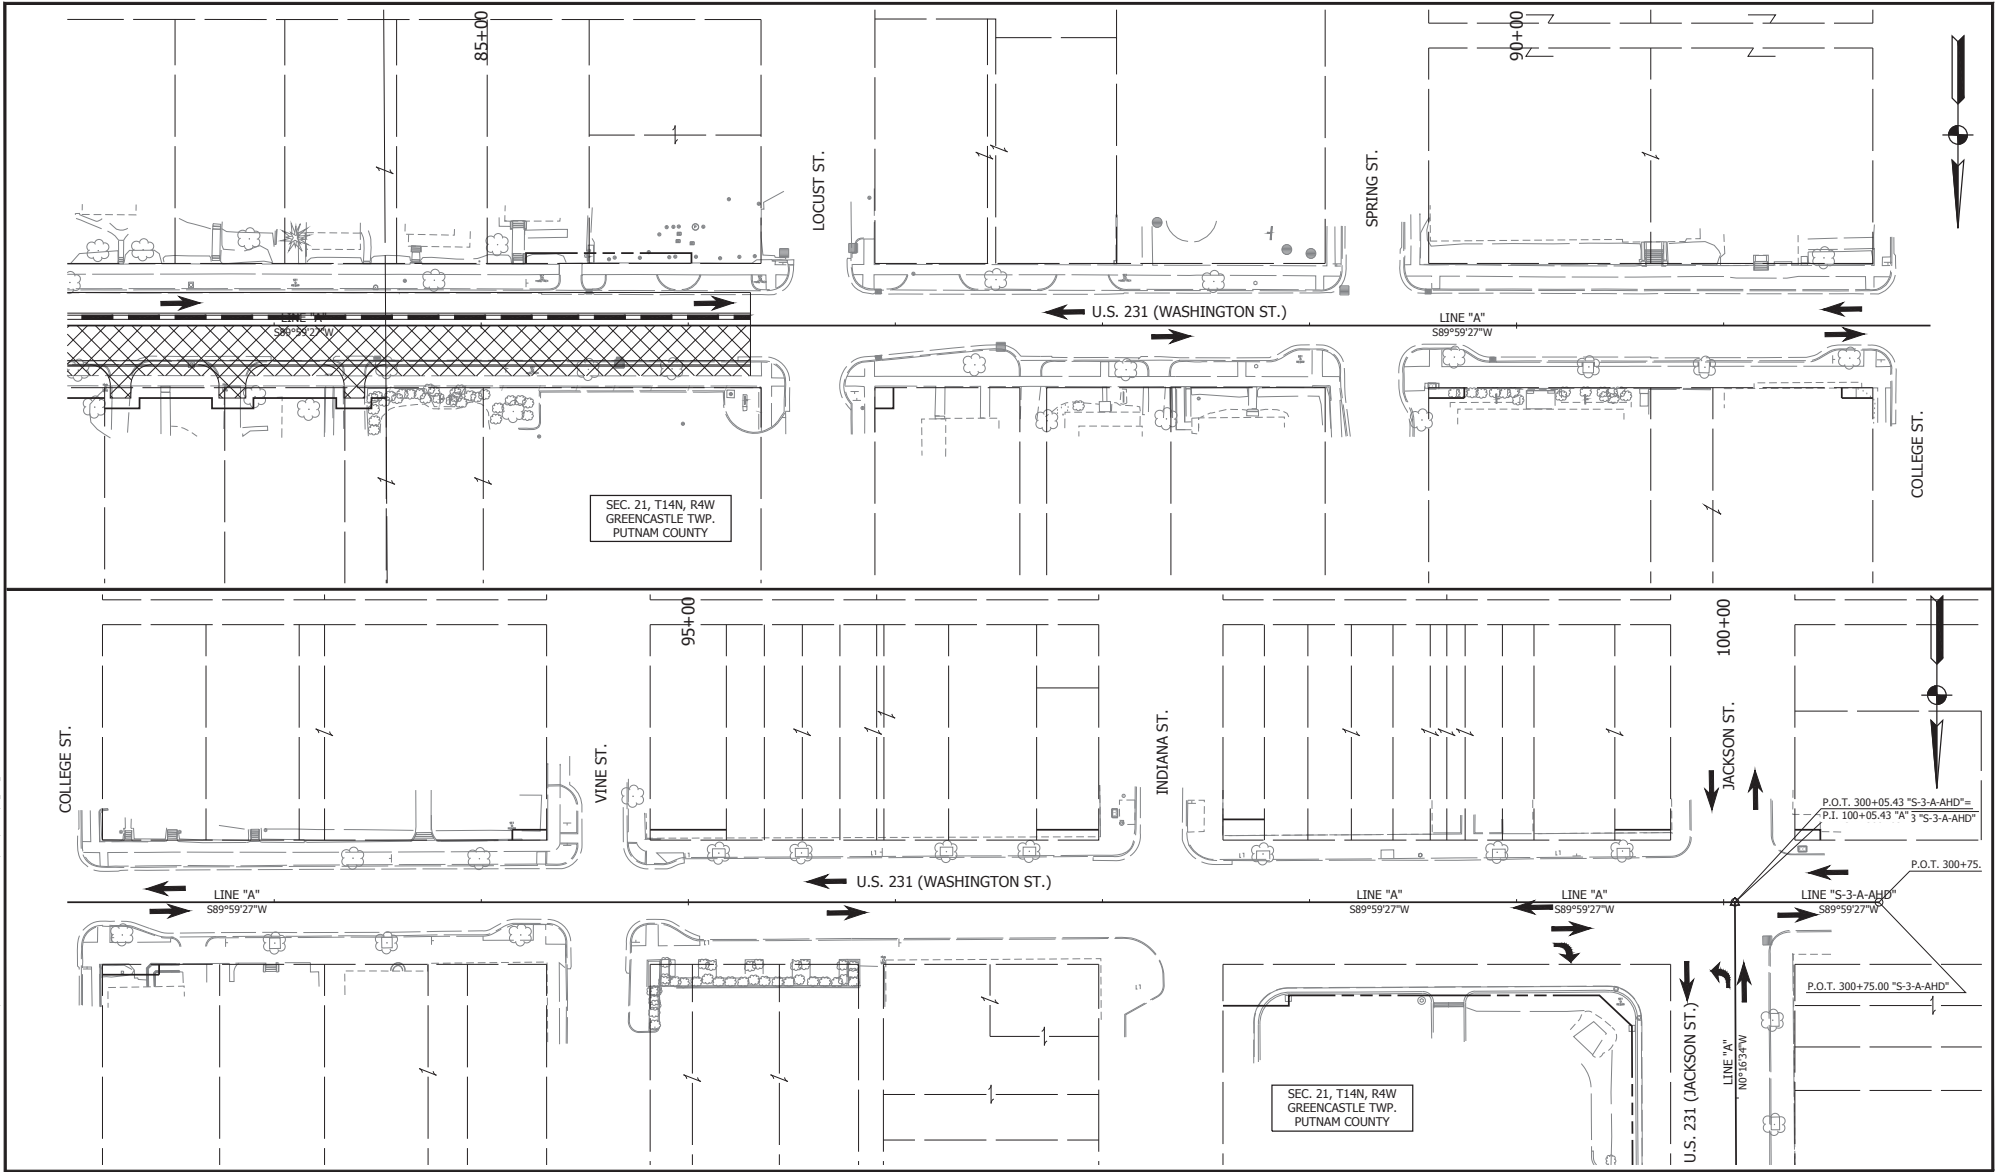 85+00
90+00
LOCUST ST.
SPRING ST.
COLLEGE ST.
U.S. 231 (WASHINGTON ST.)
LINE "A"
S89°59'27"W
LINE "A"
S89°59'27"W
SEC. 21, T14N, R4W
GREENCASTLE TWP.
PUTNAM COUNTY
95+00
100+00
COLLEGE ST.
VINE ST.
INDIANA ST.
JACKSON ST.
P.O.T. 300+05.43 "S-3-A-AHD"=
P.I. 100+05.43 "A" 3 "S-3-A-AHD"
P.O.T. 300+75.
U.S. 231 (WASHINGTON ST.)
LINE "A"
S89°59'27"W
LINE "A"
S89°59'27"W
LINE "A"
S89°59'27"W
LINE "S-3-A-AHD"
S89°59'27"W
P.O.T. 300+75.00 "S-3-A-AHD"
U.S. 231 (JACKSON ST.)
LINE "A"
N0°16'34"W
SEC. 21, T14N, R4W
GREENCASTLE TWP.
PUTNAM COUNTY